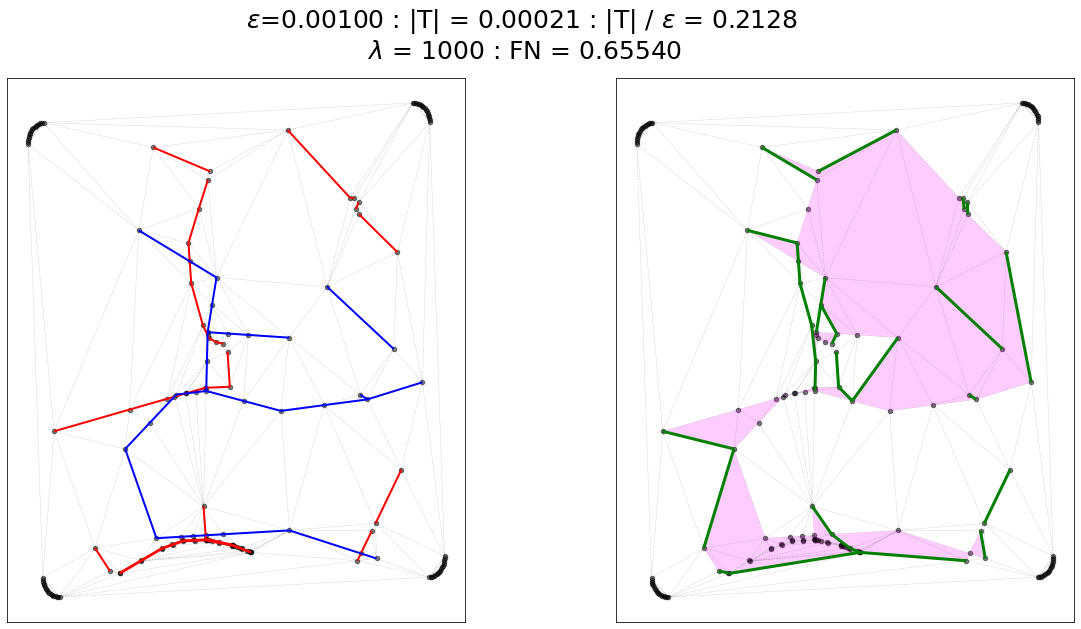 ε=0.00100 : |T| = 0.00021 : |T| / ε = 0.2128
λ = 1000 : FN = 0.65540